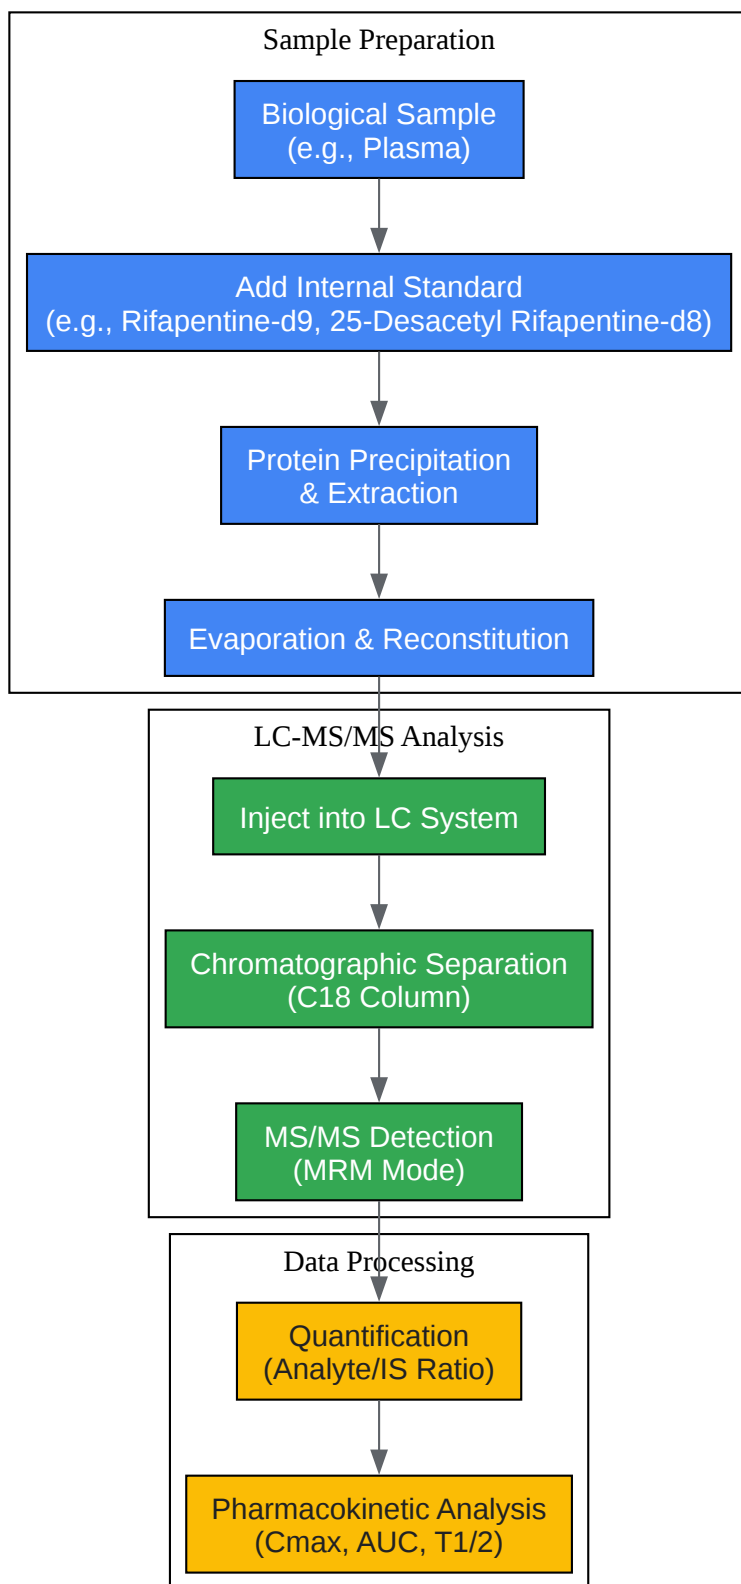 Sample Preparation
Biological Sample
(e.g., Plasma)
Add Internal Standard
(e.g., Rifapentine-d9, 25-Desacetyl Rifapentine-d8)
Protein Precipitation
& Extraction
Evaporation & Reconstitution
LC-MS/MS Analysis
Inject into LC System
Chromatographic Separation
(C18 Column)
MS/MS Detection
(MRM Mode)
Data Processing
Quantification
(Analyte/IS Ratio)
Pharmacokinetic Analysis
(Cmax, AUC, T1/2)